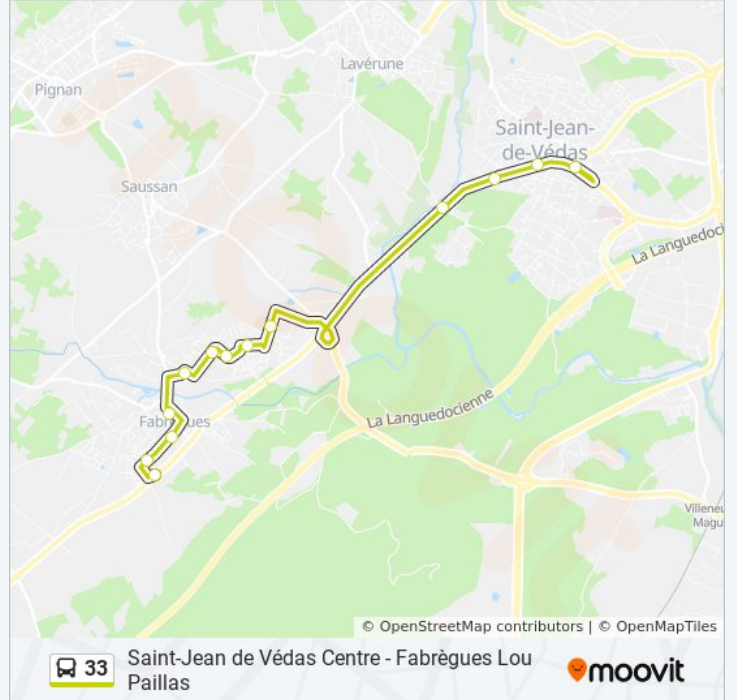 Lavérune
Pignan
Saint-Jean-
de-Védas
Saussan
La Languedoci
La Languedocienne
Fabrègues
Villeneu
Magu
© OpenStreetMap contributors | © OpenMapTiles
33
Saint-Jean de Védas Centre - Fabrègues Lou
Paillas
moovit